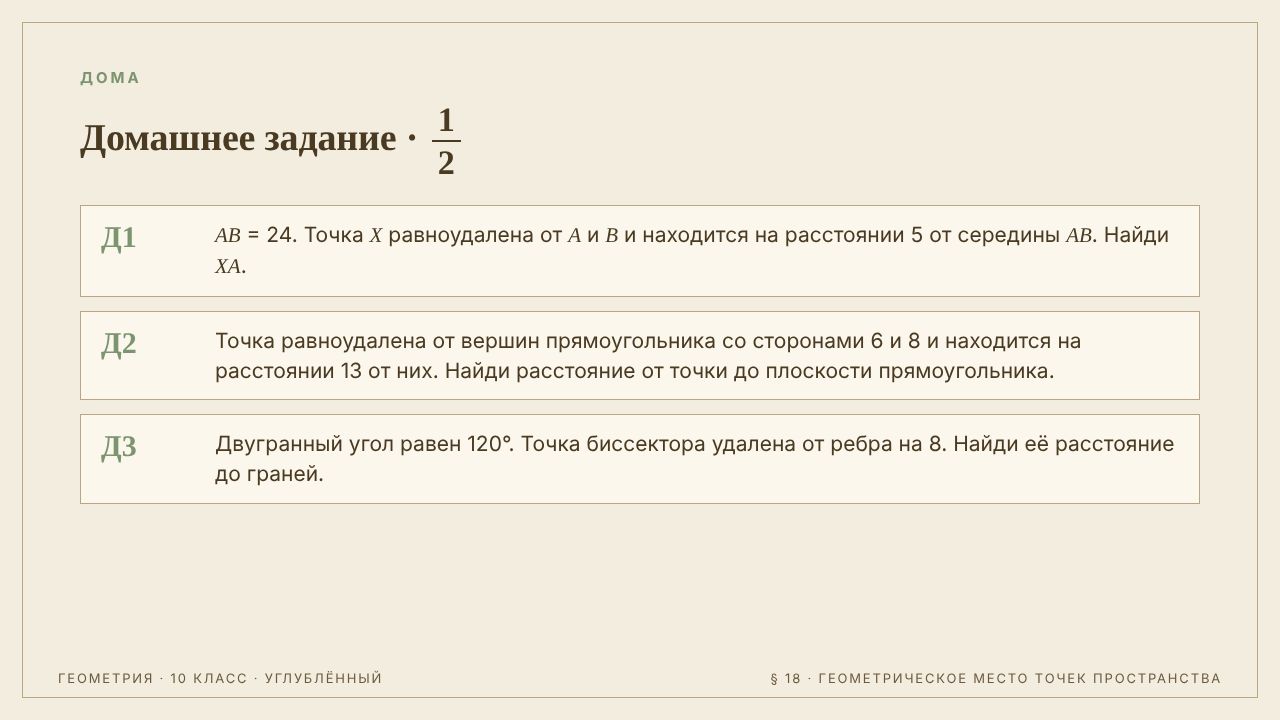 ДОМА
Домашнее задание · 1/2
Д1
AB = 24. Точка X равноудалена от A и B и находится на расстоянии 5 от середины AB. Найди
XA.
Д2
Точка равноудалена от вершин прямоугольника со сторонами 6 и 8 и находится на
расстоянии 13 от них. Найди расстояние от точки до плоскости прямоугольника.
Д3
Двугранный угол равен 120°. Точка биссектора удалена от ребра на 8. Найди её расстояние
до граней.
ГЕОМЕТРИЯ · 10 КЛАСС · УГЛУБЛЁННЫЙ
§ 18 · ГЕОМЕТРИЧЕСКОЕ МЕСТО ТОЧЕК ПРОСТРАНСТВА